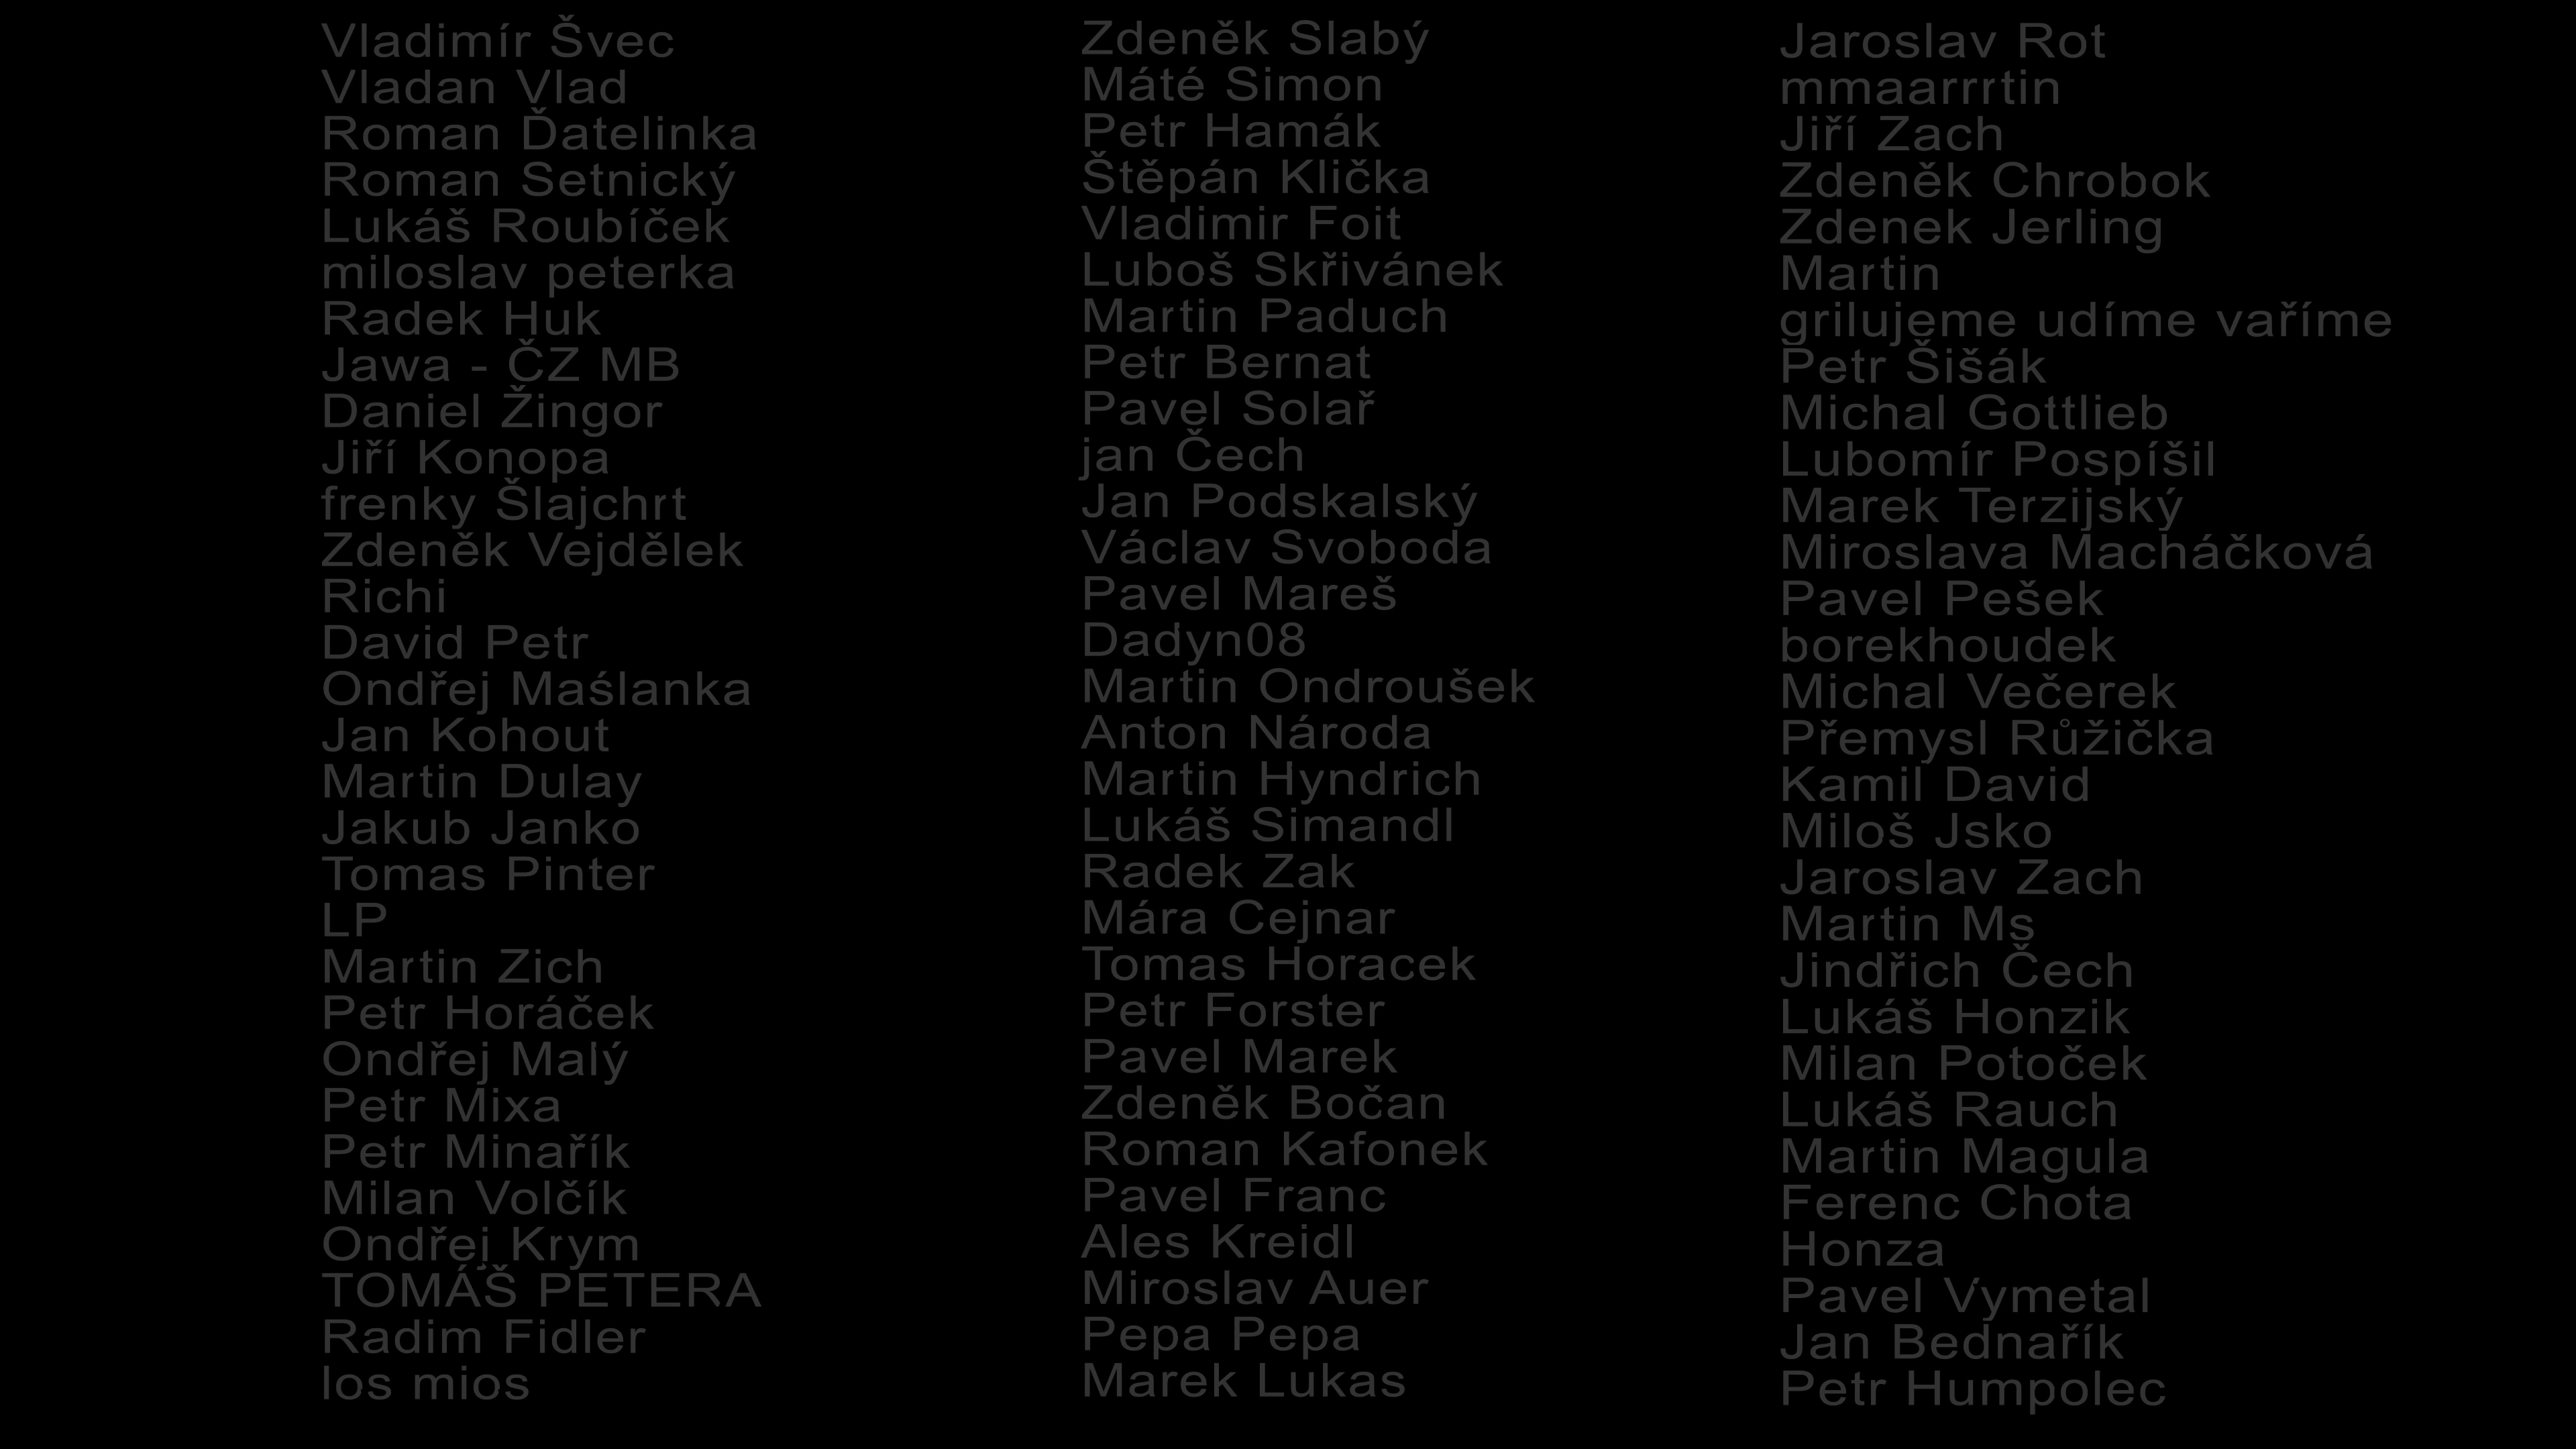 Vladimír Švec
Vladan Vlad
Roman Ďatelinka
Roman Setnický
Lukáš Roubíček
miloslav peterka
Radek Huk
Jawa - ČZ MB
Daniel Žingor
Jiří Konopa
frenky Šlajchrt
Zdeněk Vejdělek
Richi
David Petr
Ondřej Maślanka
Jan Kohout
Martin Dulay
Jakub Janko
Tomas Pinter
LP
Martin Zich
Petr Horáček
Ondřej Malý
Petr Mixa
Petr Minařík
Milan Volčík
Ondřej Krym
TOMÁŠ PETERA
Radim Fidler
los mios
Zdeněk Slabý
Máté Simon
Petr Hamák
Štěpán Klička
Vladimir Foit
Luboš Skřivánek
Martin Paduch
Petr Bernat
Pavel Solař
jan Čech
Jan Podskalský
Václav Svoboda
Pavel Mareš
Dadyn08
Martin Ondroušek
Anton Národa
Martin Hyndrich
Lukáš Simandl
Radek Zak
Mára Cejnar
Tomas Horacek
Petr Forster
Pavel Marek
Zdeněk Bočan
Roman Kafonek
Pavel Franc
Ales Kreidl
Miroslav Auer
Pepa Pepa
Marek Lukas
Jaroslav Rot
mmaarrrtin
Jiří Zach
Zdeněk Chrobok
Zdenek Jerling
Martin
grilujeme udíme vaříme
Petr Šišák
Michal Gottlieb
Lubomír Pospíšil
Marek Terzijský
Miroslava Macháčková
Pavel Pešek
borekhoudek
Michal Večerek
Přemysl Růžička
Kamil David
Miloš Jsko
Jaroslav Zach
Martin Ms
Jindřich Čech
Lukáš Honzik
Milan Potoček
Lukáš Rauch
Martin Magula
Ferenc Chota
Honza
Pavel Vymetal
Jan Bednařík
Petr Humpolec